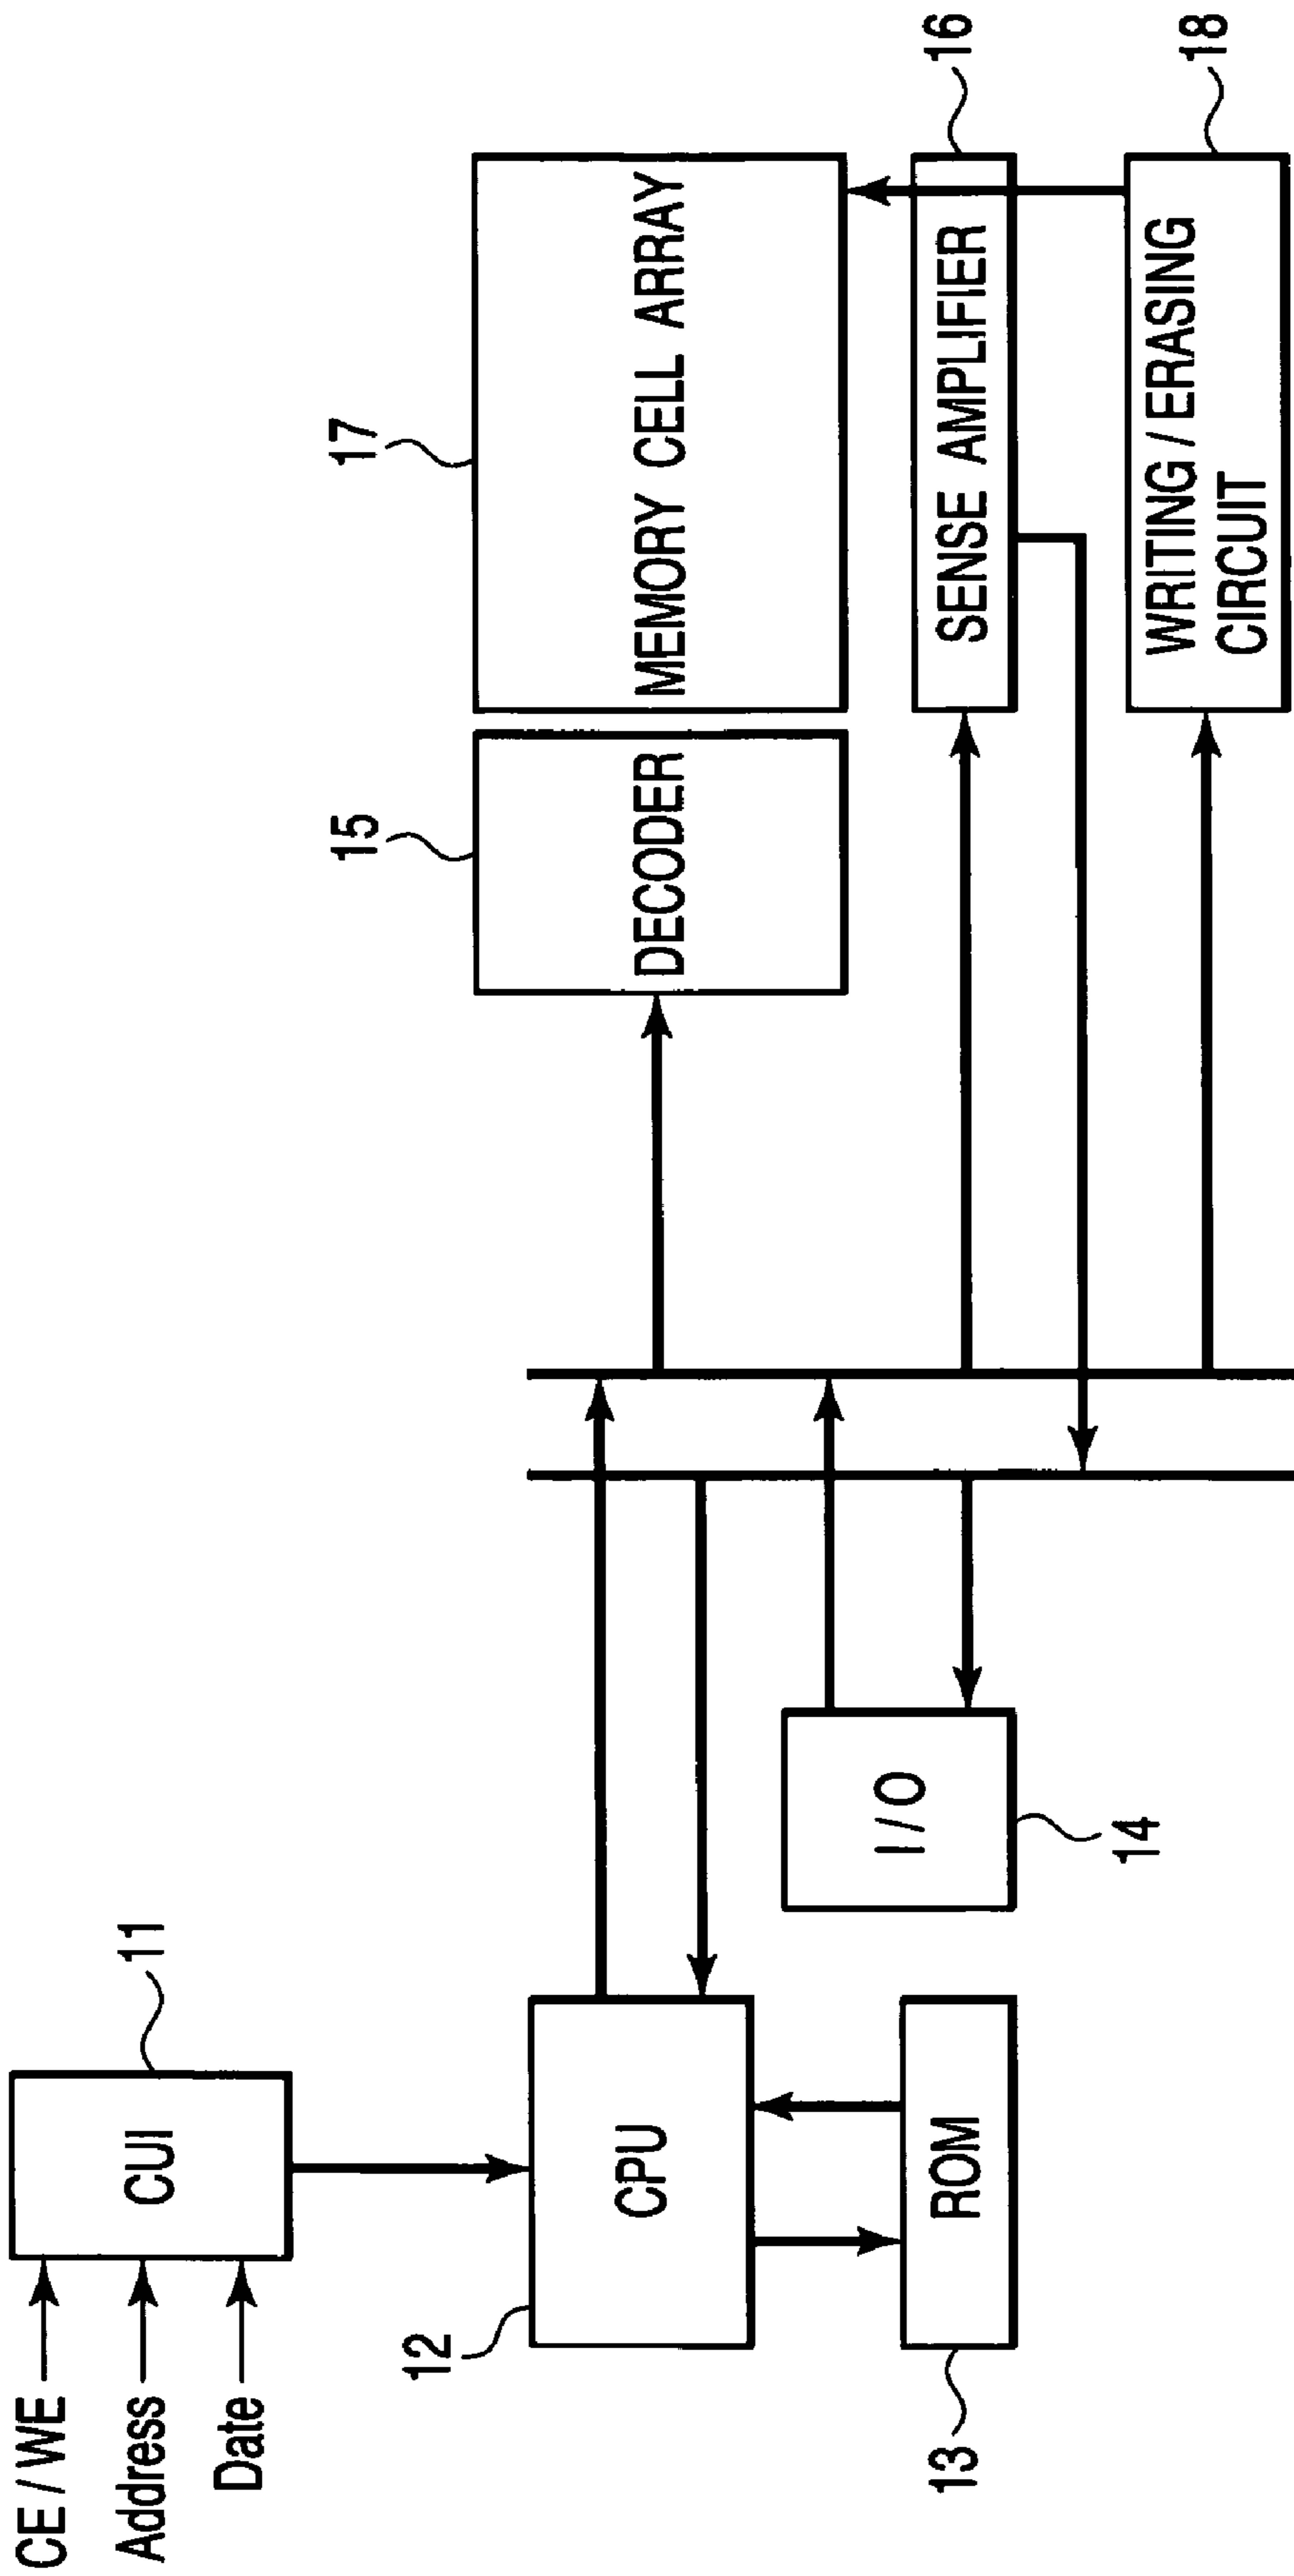 CE / WE
Address
Date
CUI
11
12
CPU
13
ROM
I / O
14
15
DECODER
17
MEMORY CELL ARRAY
SENSE AMPLIFIER
16
WRITING / ERASING
CIRCUIT
18